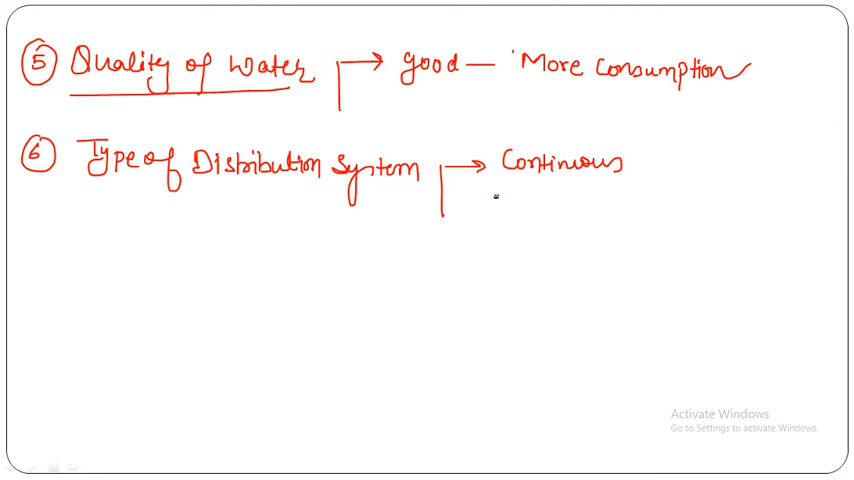 5 Quality of Water → good — More Consumption
6 Type of Distribution System → Continuous
Activate Windows
Go to Settings to activate Windows.